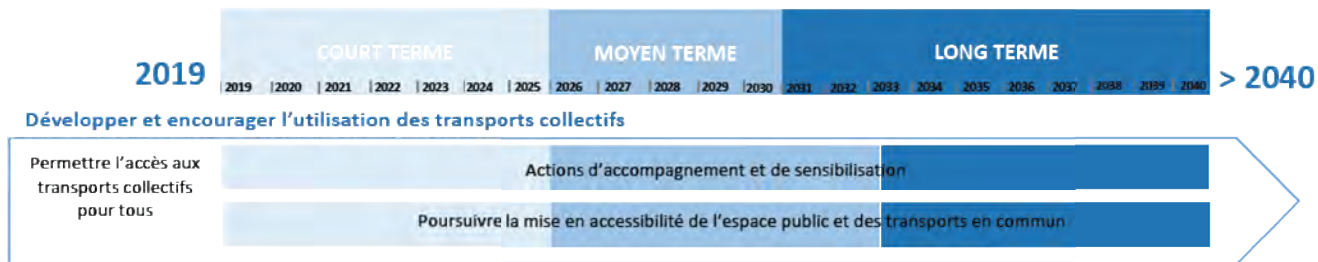 COURT TERME MOYEN TERME LONG TERME
2019 | 2019 | 2020 | 2021 | 2022 | 2023 | 2024 | 2025 | 2026 | 2027 | 2028 | 2029 | 2030 | 2031 2032 | 2033 2034 2035 2036 2037 2038 2039 2040 > 2040
Développer et encourager l'utilisation des transports collectifs
Permettre l'accès aux
transports collectifs
pour tous
Actions d'accompagnement et de sensibilisation
Poursuivre la mise en accessibilité de l'espace public et des transports en commun